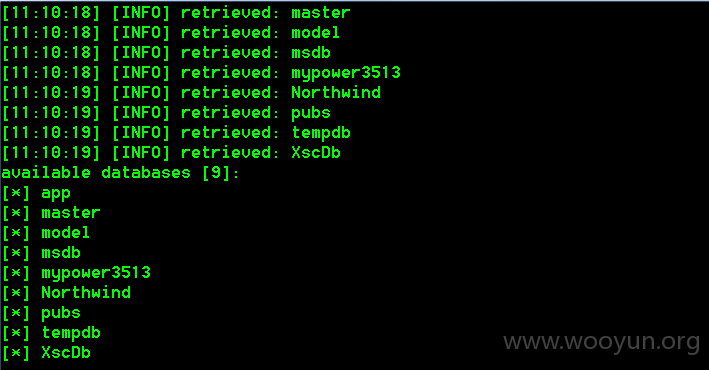 [11:10:18] [INFO] retrieved: master
[11:10:18] [INFO] retrieved: model
[11:10:18] [INFO] retrieved: msdb
[11:10:18] [INFO] retrieved: mypower3513
[11:10:19] [INFO] retrieved: Northwind
[11:10:19] [INFO] retrieved: pubs
[11:10:19] [INFO] retrieved: tempdb
[11:10:19] [INFO] retrieved: XscDb
available databases [9]:
[*] app
[*] master
[*] model
[*] msdb
[*] mypower3513
[*] Northwind
[*] pubs
[*] tempdb
[*] XscDb
www.wooyun.org